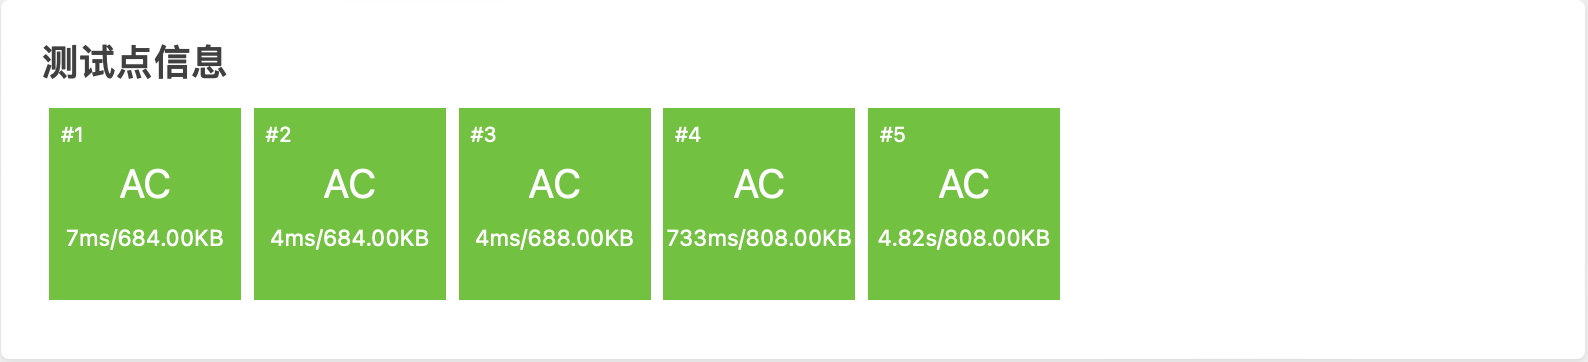 测试点信息
#1
AC
7ms/684.00KB
#2
AC
4ms/684.00KB
#3
AC
4ms/688.00KB
#4
AC
733ms/808.00KB
#5
AC
4.82s/808.00KB